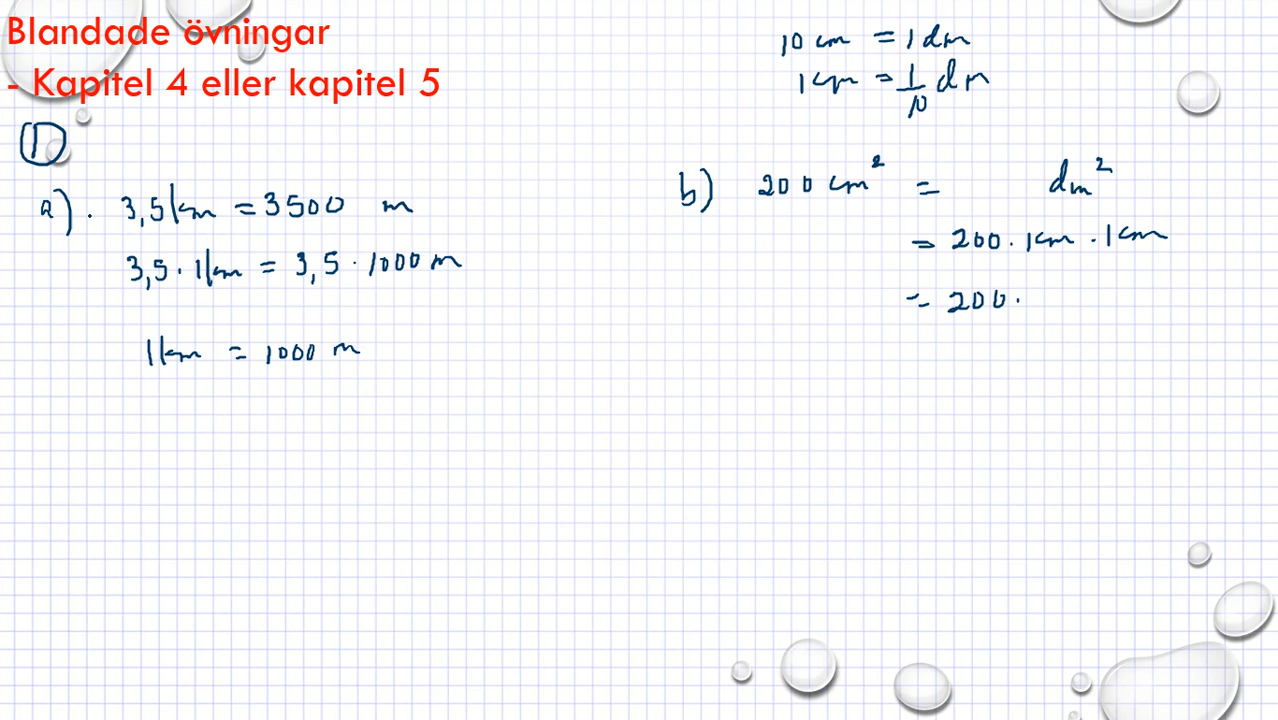 Blandade övningar
- Kapitel 4 eller kapitel 5
1
a). 3,5 km = 3500 m
3,5 · 1 km = 3,5 · 1000 m
1 km = 1000 m
10 cm = 1 dm
1 cm = 1/10 dm
b) 200 cm² = dm²
= 200 · 1 cm · 1 cm
= 200 ·